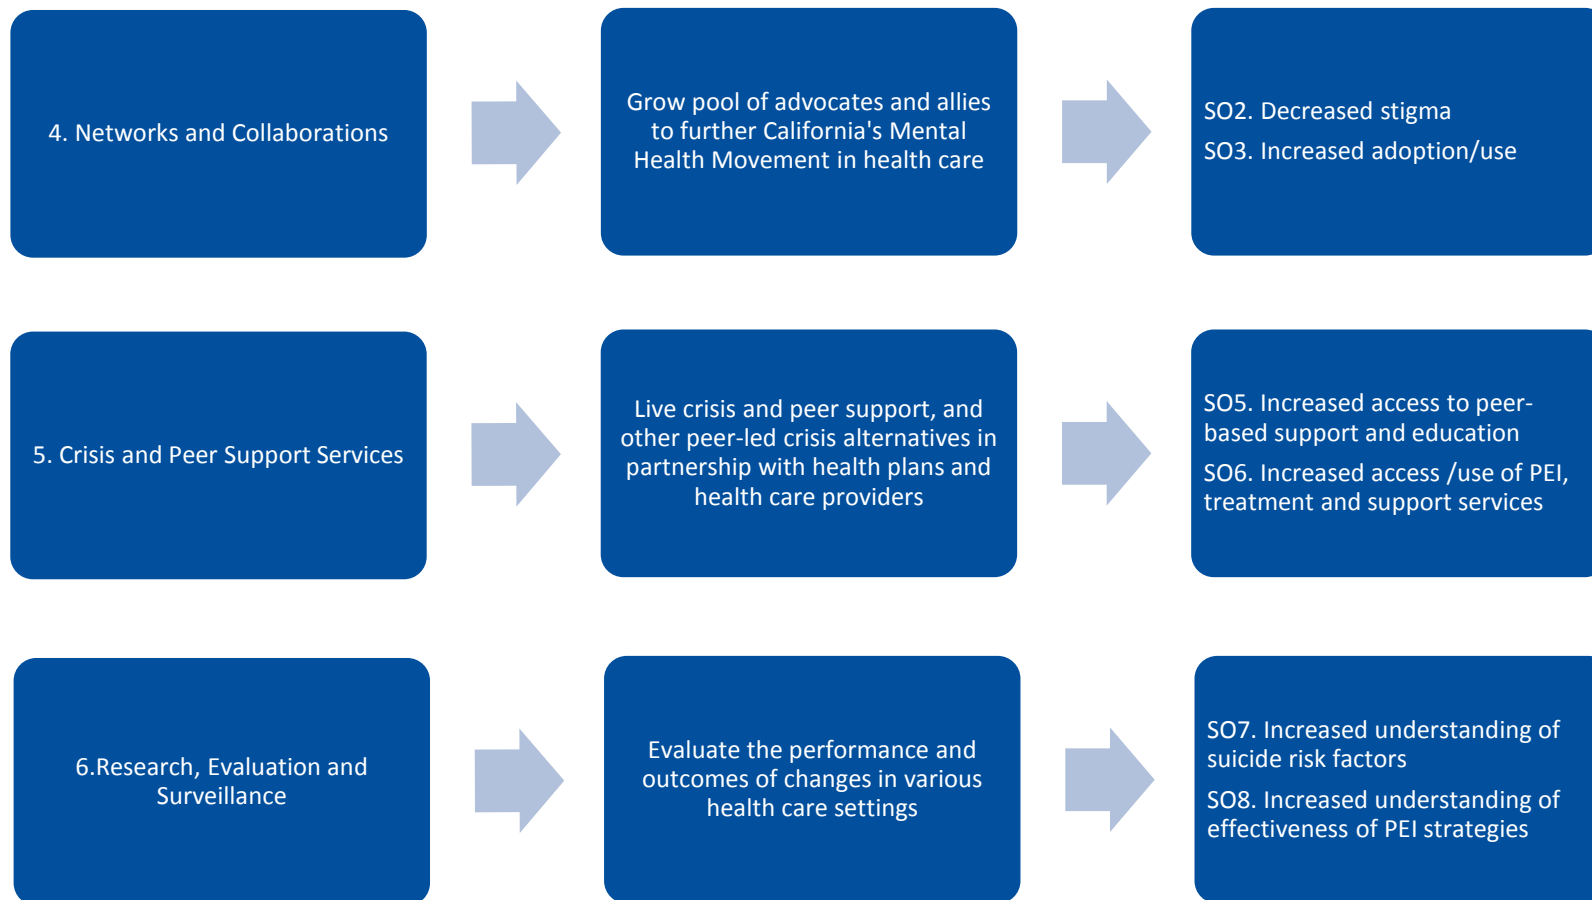 4. Networks and Collaborations
Grow pool of advocates and allies
to further California's Mental
Health Movement in health care
SO2. Decreased stigma
SO3. Increased adoption/use
5. Crisis and Peer Support Services
Live crisis and peer support, and
other peer-led crisis alternatives in
partnership with health plans and
health care providers
SO5. Increased access to peer-
based support and education
SO6. Increased access /use of PEI,
treatment and support services
6.Research, Evaluation and
Surveillance
Evaluate the performance and
outcomes of changes in various
health care settings
SO7. Increased understanding of
suicide risk factors
SO8. Increased understanding of
effectiveness of PEI strategies